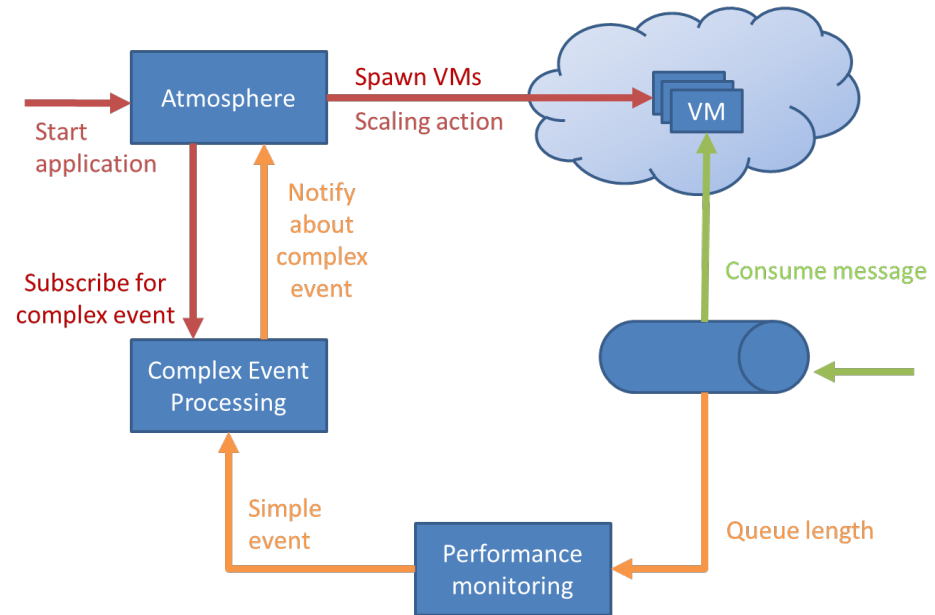 Atmosphere
Spawn VMs
Scaling action
VM
Start
application
Notify
about
complex
event
Subscribe for
complex event
Consume message
Complex Event
Processing
Simple
event
Performance
monitoring
Queue length